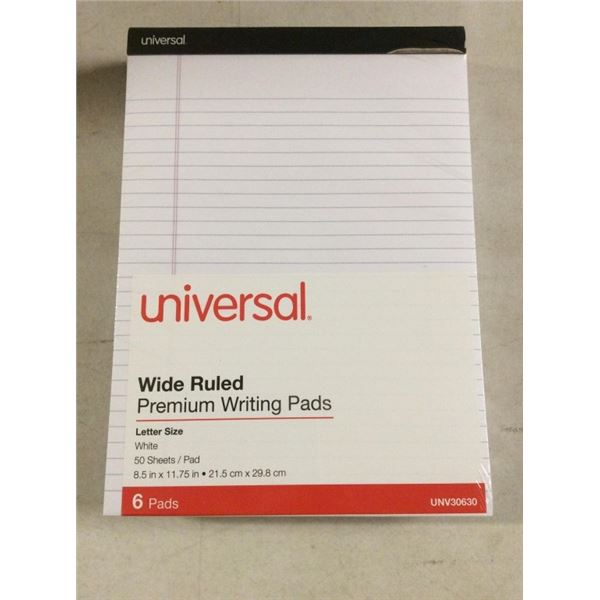 universal.
universal®
Wide Ruled
Premium Writing Pads
Letter Size
White
50 Sheets / Pad
8.5 in x 11.75 in • 21.5 cm x 29.8 cm
6 Pads UNV30630